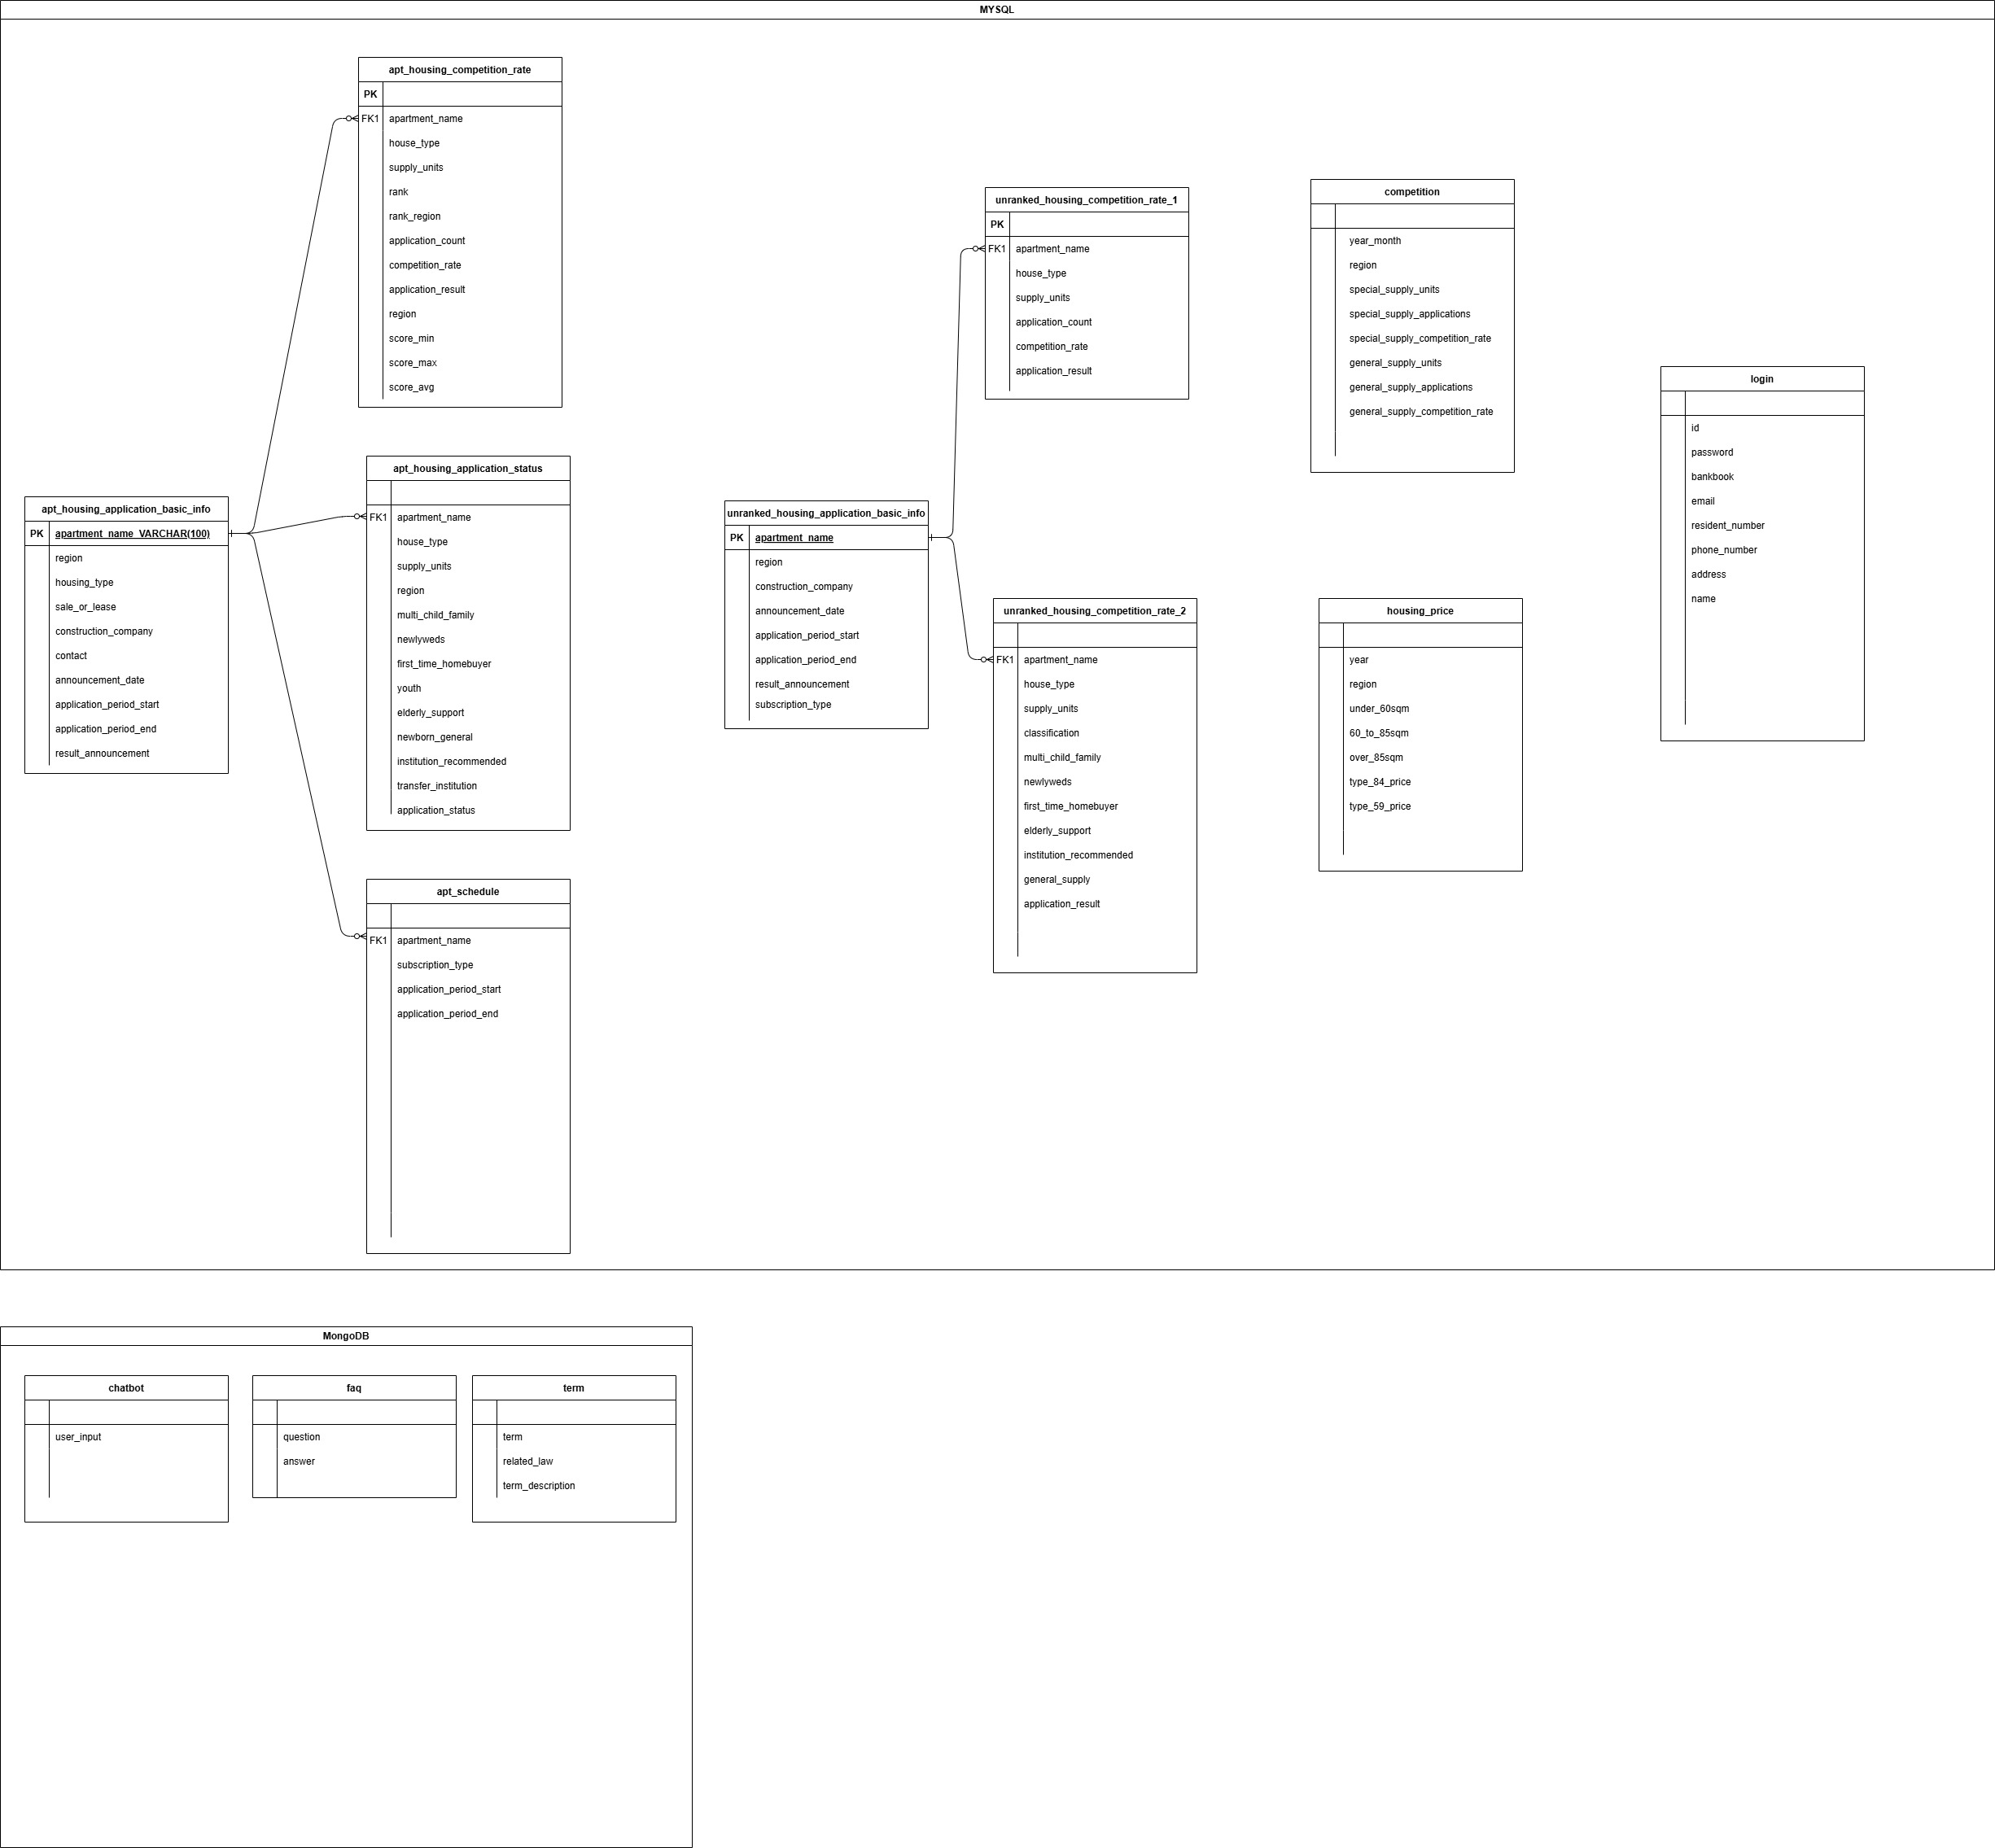 MYSQL
apt_housing_competition_rate
PK
FK1 apartment_name
house_type
supply_units
rank
rank_region
application_count
competition_rate
application_result
region
score_min
score_max
score_avg
apt_housing_application_status
FK1 apartment_name
house_type
supply_units
region
multi_child_family
newlyweds
first_time_homebuyer
youth
elderly_support
newborn_general
institution_recommended
transfer_institution
application_status
apt_housing_application_basic_info
PK apartment_name VARCHAR(100)
region
housing_type
sale_or_lease
construction_company
contact
announcement_date
application_period_start
application_period_end
result_announcement
apt_schedule
FK1 apartment_name
subscription_type
application_period_start
application_period_end
unranked_housing_competition_rate_1
PK
FK1 apartment_name
house_type
supply_units
application_count
competition_rate
application_result
unranked_housing_application_basic_info
PK apartment_name
region
construction_company
announcement_date
application_period_start
application_period_end
result_announcement
subscription_type
unranked_housing_competition_rate_2
FK1 apartment_name
house_type
supply_units
classification
multi_child_family
newlyweds
first_time_homebuyer
elderly_support
institution_recommended
general_supply
application_result
competition
year_month
region
special_supply_units
special_supply_applications
special_supply_competition_rate
general_supply_units
general_supply_applications
general_supply_competition_rate
housing_price
year
region
under_60sqm
60_to_85sqm
over_85sqm
type_84_price
type_59_price
login
id
password
bankbook
email
resident_number
phone_number
address
name
MongoDB
chatbot
user_input
faq
question
answer
term
term
related_law
term_description